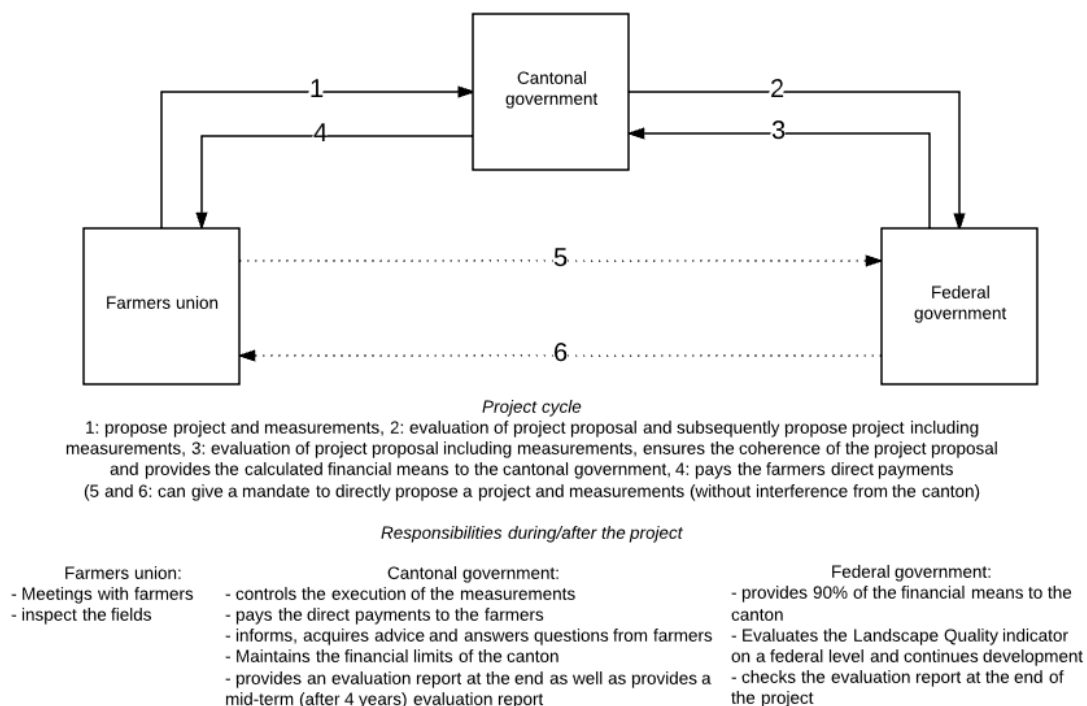 Cantonal
government
1
2
4
3
Farmers union
5
Federal
government
6
Project cycle
1: propose project and measurements, 2: evaluation of project proposal and subsequently propose project including
measurements, 3: evaluation of project proposal including measurements, ensures the coherence of the project proposal
and provides the calculated financial means to the cantonal government, 4: pays the farmers direct payments
(5 and 6: can give a mandate to directly propose a project and measurements (without interference from the canton)
Responsibilities during/after the project
Farmers union:
- Meetings with farmers
- inspect the fields
Cantonal government:
- controls the execution of the measurements
- pays the direct payments to the farmers
- informs, acquires advice and answers questions from farmers
- Maintains the financial limits of the canton
- provides an evaluation report at the end as well as provides a
mid-term (after 4 years) evaluation report
Federal government:
- provides 90% of the financial means to the
canton
- Evaluates the Landscape Quality indicator
on a federal level and continues development
- checks the evaluation report at the end of
the project